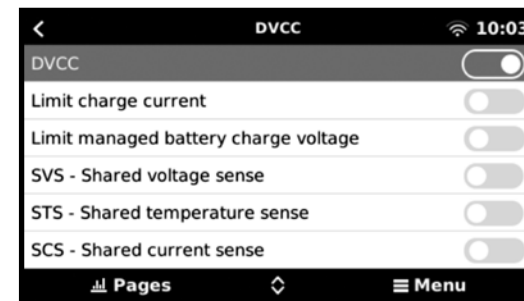 DVCC 10:03
DVCC
Limit charge current
Limit managed battery charge voltage
SVS - Shared voltage sense
STS - Shared temperature sense
SCS - Shared current sense
Pages Menu